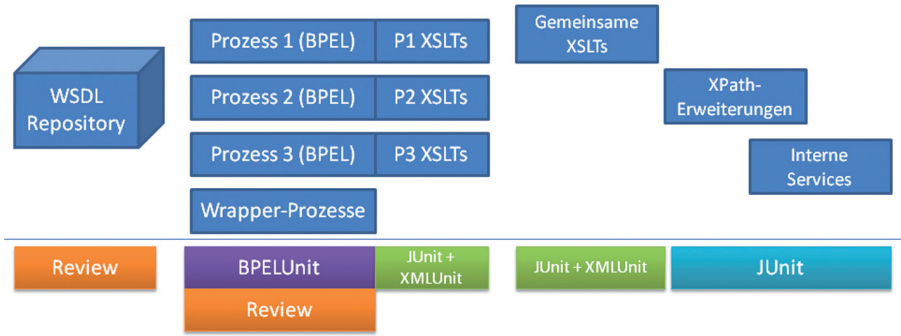 WSDL
Repository
Prozess 1 (BPEL)
P1 XSLTs
Prozess 2 (BPEL)
P2 XSLTs
Prozess 3 (BPEL)
P3 XSLTs
Wrapper-Prozesse
Gemeinsame
XSLTs
XPath-
Erweiterungen
Interne
Services
Review
BPELUnit
JUnit +
XMLUnit
JUnit + XMLUnit
JUnit
Review